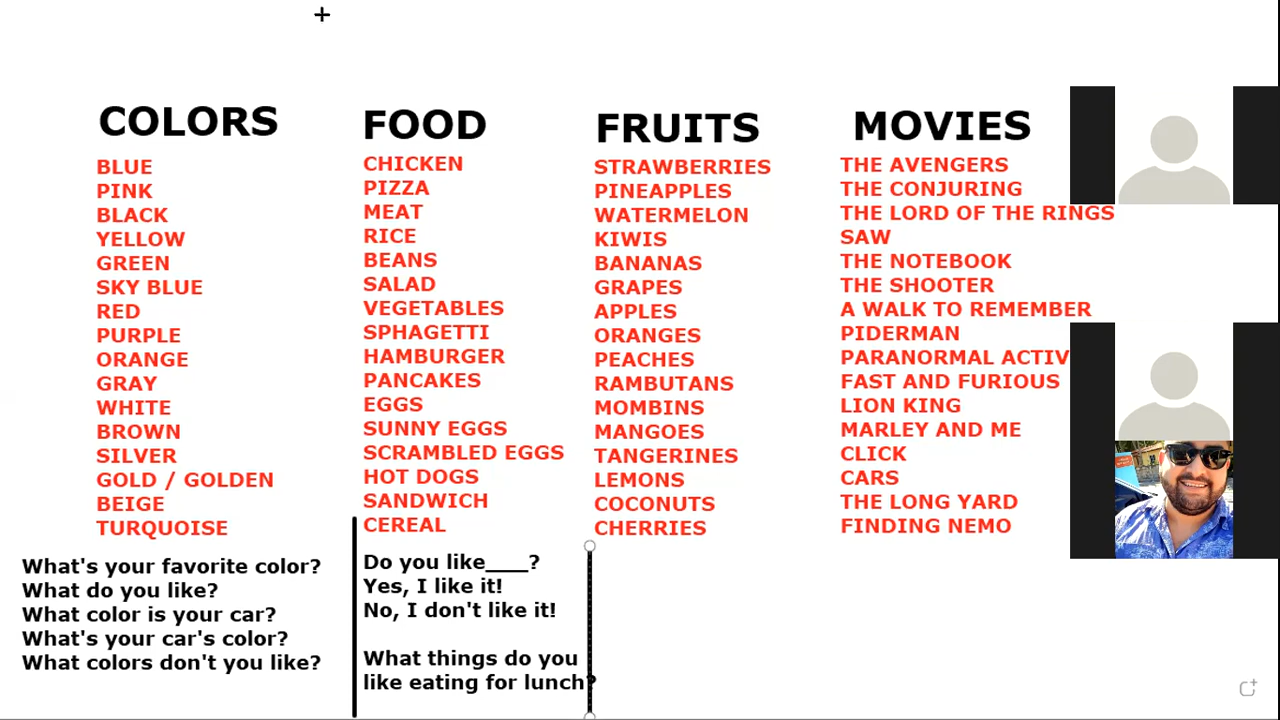 COLORS
BLUE
PINK
BLACK
YELLOW
GREEN
SKY BLUE
RED
PURPLE
ORANGE
GRAY
WHITE
BROWN
SILVER
GOLD / GOLDEN
BEIGE
TURQUOISE
What's your favorite color?
What do you like?
What color is your car?
What's your car's color?
What colors don't you like?
FOOD
CHICKEN
PIZZA
MEAT
RICE
BEANS
SALAD
VEGETABLES
SPHAGETTI
HAMBURGER
PANCAKES
EGGS
SUNNY EGGS
SCRAMBLED EGGS
HOT DOGS
SANDWICH
CEREAL
Do you like____?
Yes, I like it!
No, I don't like it!
What things do you
like eating for lunch?
FRUITS
STRAWBERRIES
PINEAPPLES
WATERMELON
KIWIS
BANANAS
GRAPES
APPLES
ORANGES
PEACHES
RAMBUTANS
MOMBINS
MANGOES
TANGERINES
LEMONS
COCONUTS
CHERRIES
MOVIES
THE AVENGERS
THE CONJURING
THE LORD OF THE RINGS
SAW
THE NOTEBOOK
THE SHOOTER
A WALK TO REMEMBER
PIDERMAN
PARANORMAL ACTIV
FAST AND FURIOUS
LION KING
MARLEY AND ME
CLICK
CARS
THE LONG YARD
FINDING NEMO